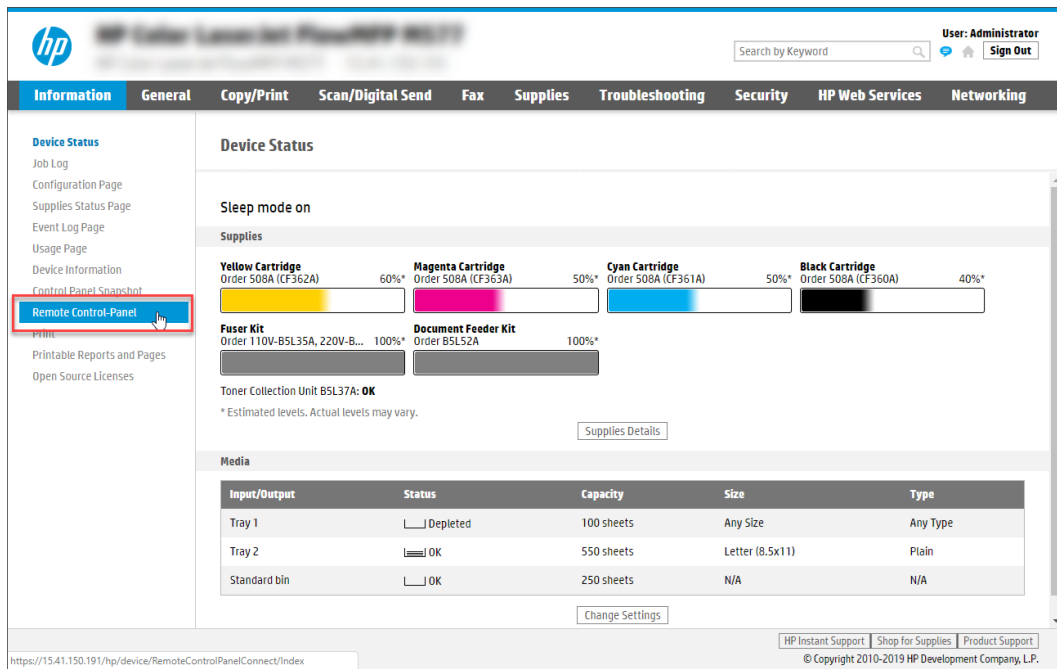 hp
User: Administrator
Search by Keyword
Sign Out
Information General Copy/Print Scan/Digital Send Fax Supplies Troubleshooting Security HP Web Services Networking
Device Status
Job Log
Configuration Page
Supplies Status Page
Event Log Page
Usage Page
Device Information
Control Panel Snapshot
Remote Control-Panel
Print
Printable Reports and Pages
Open Source Licenses
Device Status
Sleep mode on
Supplies
Yellow Cartridge Magenta Cartridge Cyan Cartridge Black Cartridge
Order 508A (CF362A) 60%* Order 508A (CF363A) 50%* Order 508A (CF361A) 50%* Order 508A (CF360A) 40%*
Fuser Kit Document Feeder Kit
Order 110V-B5L35A, 220V-B... 100%* Order B5L52A 100%*
Toner Collection Unit B5L37A: OK
* Estimated levels. Actual levels may vary.
Supplies Details
Media
Input/Output Status Capacity Size Type
Tray 1 Depleted 100 sheets Any Size Any Type
Tray 2 OK 550 sheets Letter (8.5x11) Plain
Standard bin OK 250 sheets N/A N/A
Change Settings
HP Instant Support Shop for Supplies Product Support
https://15.41.150.191/hp/device/RemoteControlPanelConnect/Index
© Copyright 2010-2019 HP Development Company, L.P.